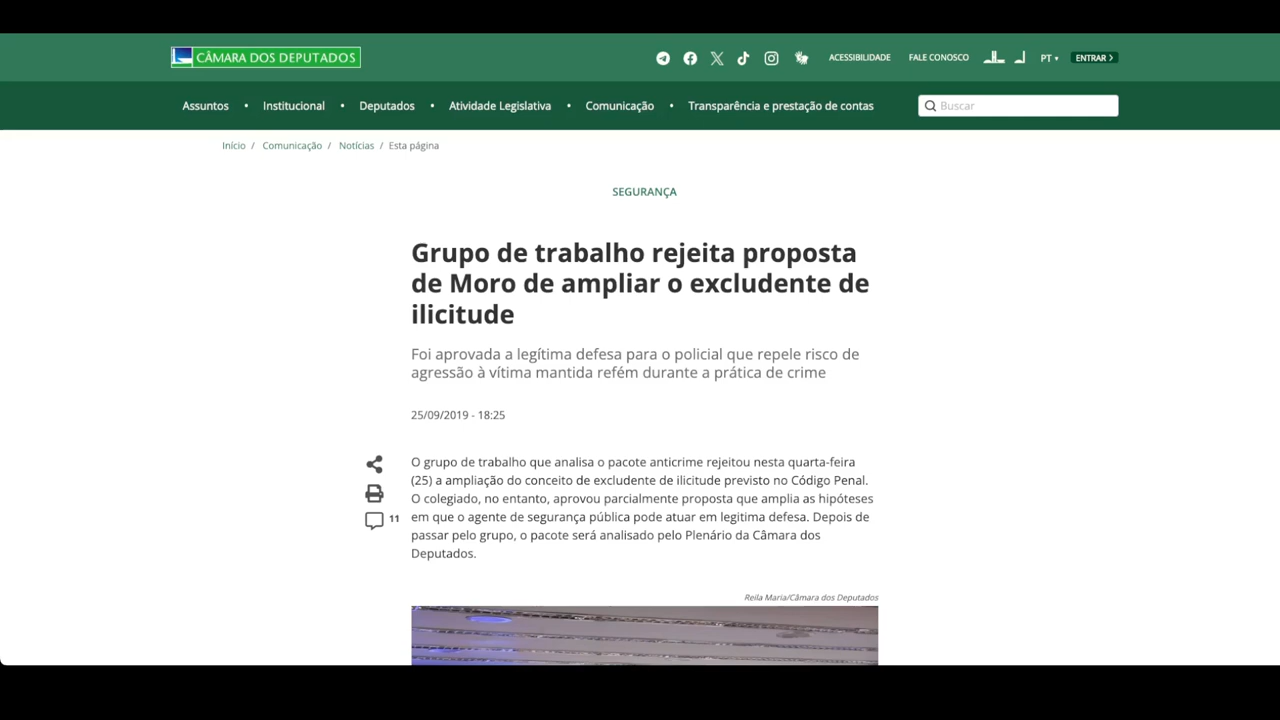 CÂMARA DOS DEPUTADOS
ACESSIBILIDADE FALE CONOSCO PT ▾ ENTRAR >
Assuntos • Institucional • Deputados • Atividade Legislativa • Comunicação • Transparência e prestação de contas Buscar
Início / Comunicação / Notícias / Esta página
SEGURANÇA
Grupo de trabalho rejeita proposta
de Moro de ampliar o excludente de
ilicitude
Foi aprovada a legítima defesa para o policial que repele risco de
agressão à vítima mantida refém durante a prática de crime
25/09/2019 - 18:25
O grupo de trabalho que analisa o pacote anticrime rejeitou nesta quarta-feira
(25) a ampliação do conceito de excludente de ilicitude previsto no Código Penal.
O colegiado, no entanto, aprovou parcialmente proposta que amplia as hipóteses
11 em que o agente de segurança pública pode atuar em legitima defesa. Depois de
passar pelo grupo, o pacote será analisado pelo Plenário da Câmara dos
Deputados.
Reila Maria/Câmara dos Deputados